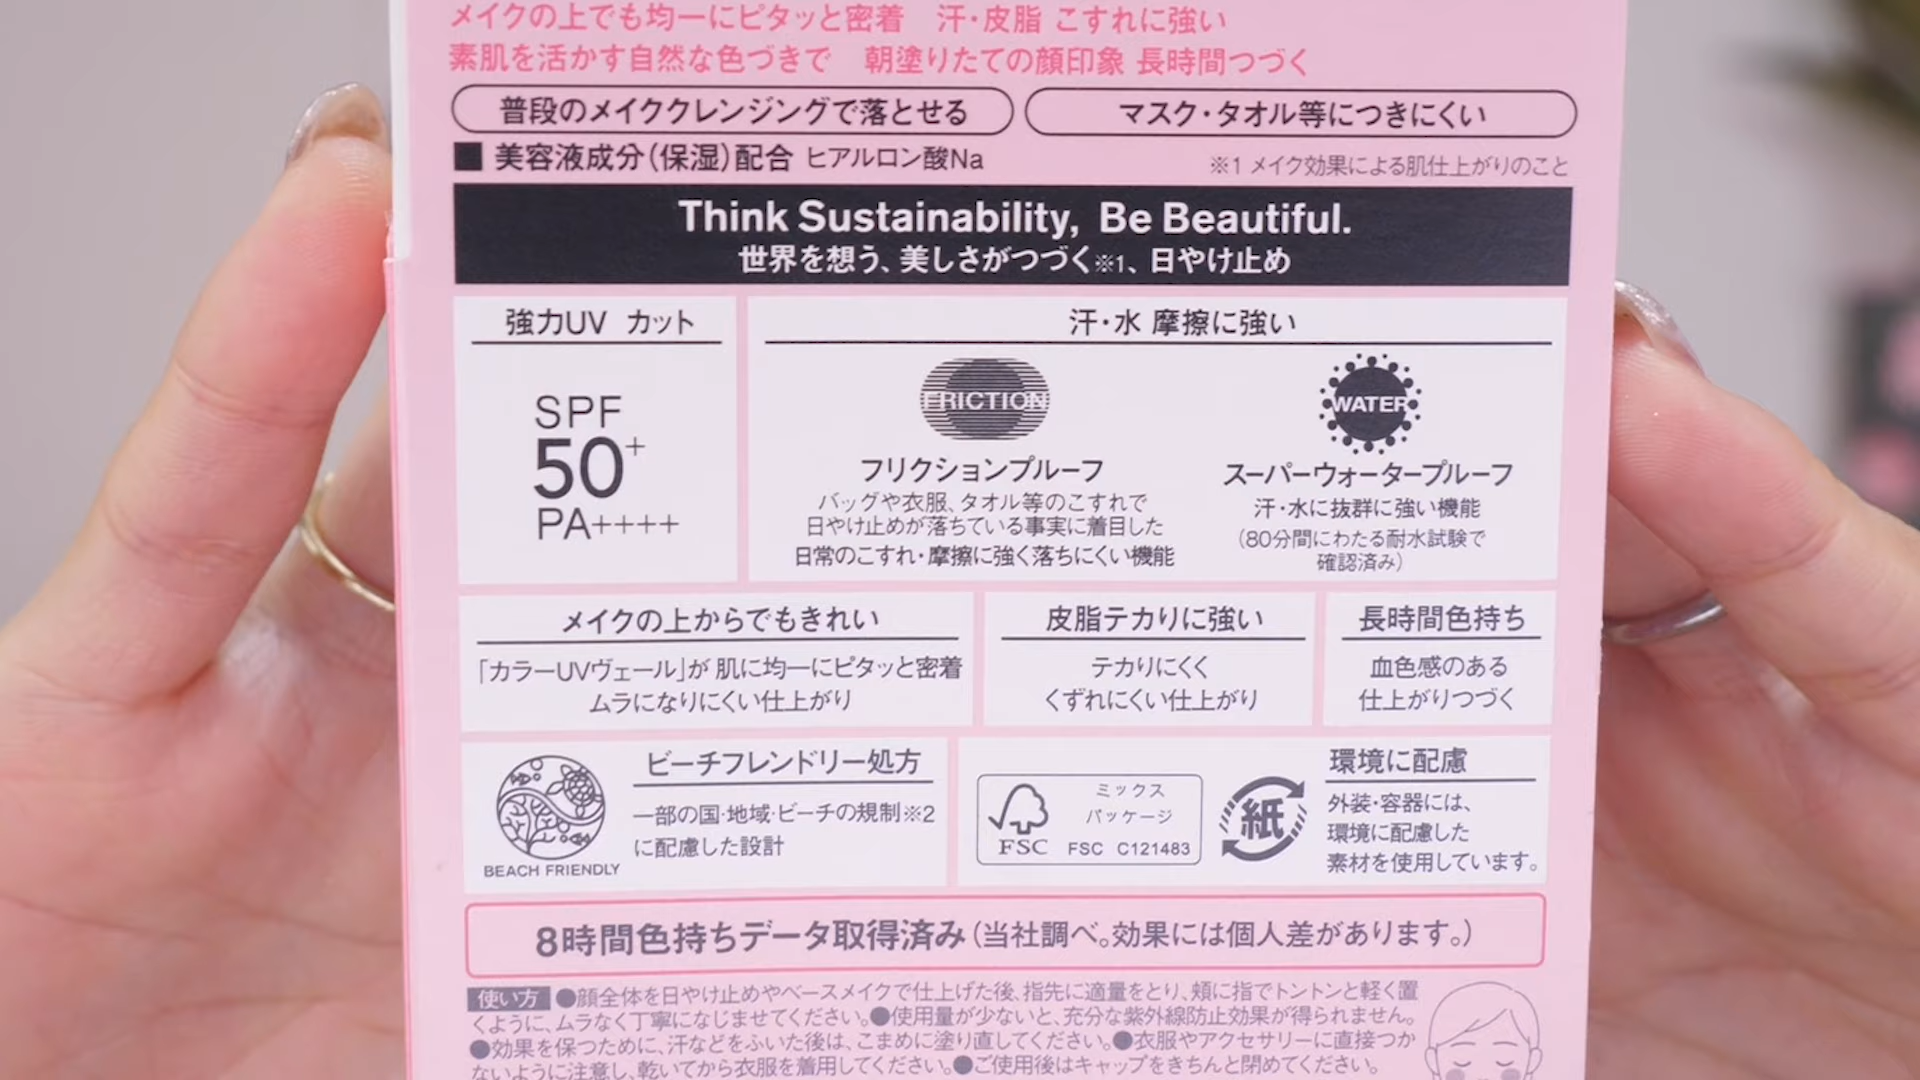 メイクの上でも均一にピタッと密着　汗・皮脂 こすれに強い
素肌を活かす自然な色づきで　朝塗りたての顔印象 長時間つづく
普段のメイククレンジングで落とせる
マスク・タオル等につきにくい
■ 美容液成分(保湿)配合 ヒアルロン酸Na
※1 メイク効果による肌仕上がりのこと
Think Sustainability, Be Beautiful.
世界を想う、美しさがつづく※1、日やけ止め
強力UV カット
SPF
50+
PA++++
汗・水 摩擦に強い
FRICTION
フリクションプルーフ
バッグや衣服、タオル等のこすれで
日やけ止めが落ちている事実に着目した
日常のこすれ・摩擦に強く落ちにくい機能
WATER
スーパーウォータープルーフ
汗・水に抜群に強い機能
(80分間にわたる耐水試験で
確認済み)
メイクの上からでもきれい
「カラーUVヴェール」が 肌に均一にピタッと密着
ムラになりにくい仕上がり
皮脂テカりに強い
テカりにくく
くずれにくい仕上がり
長時間色持ち
血色感のある
仕上がりつづく
BEACH FRIENDLY
ビーチフレンドリー処方
一部の国・地域・ビーチの規制※2
に配慮した設計
FSC
ミックス
パッケージ
FSC C121483
紙
環境に配慮
外装・容器には、
環境に配慮した
素材を使用しています。
8時間色持ちデータ取得済み(当社調べ。効果には個人差があります。)
使い方 ●顔全体を日やけ止めやベースメイクで仕上げた後、指先に適量をとり、頬に指でトントンと軽く置
くように、ムラなく丁寧になじませてください。●使用量が少ないと、充分な紫外線防止効果が得られません。
●効果を保つために、汗などをふいた後は、こまめに塗り直してください。●衣服やアクセサリーに直接つか
ないように注意し、乾いてから衣服を着用してください。●ご使用後はキャップをきちんと閉めてください。